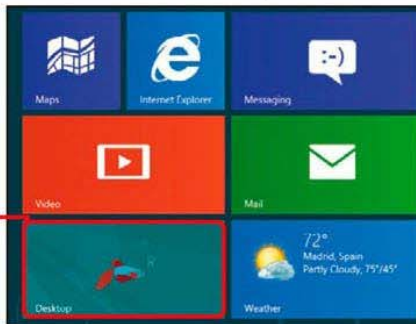 Maps
Internet Explorer
:-)
Messaging
Video
Mail
Desktop
72°
Madrid, Spain
Partly Cloudy, 75°/45°
Weather